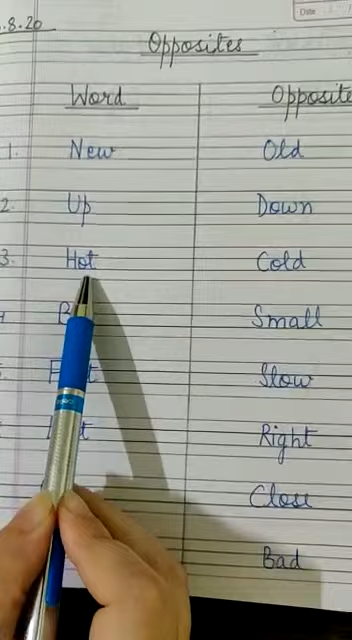 .8.20
Date
Opposites
Word Opposite
1. New Old
2. Up Down
3. Hot Cold
Small
Slow
Right
Close
Bad